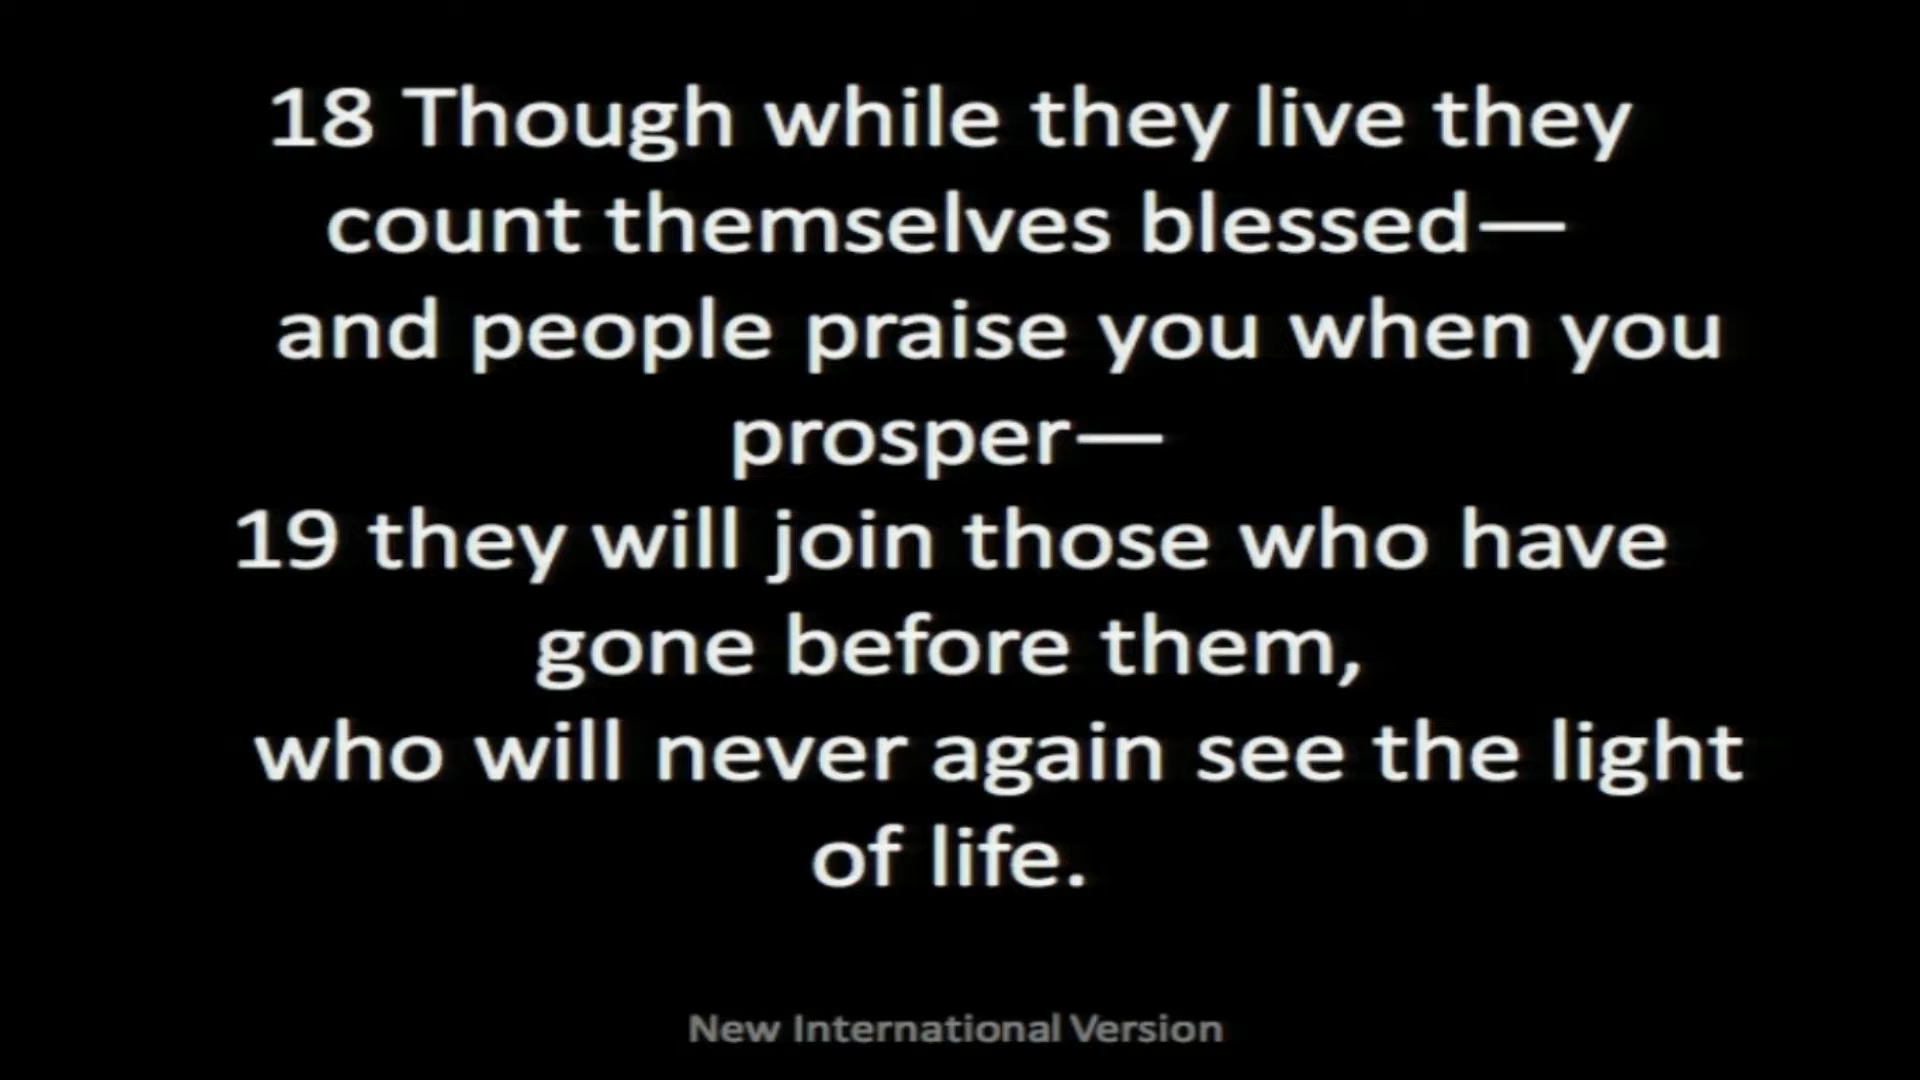 18 Though while they live they
count themselves blessed—
and people praise you when you
prosper—
19 they will join those who have
gone before them,
who will never again see the light
of life.
New International Version